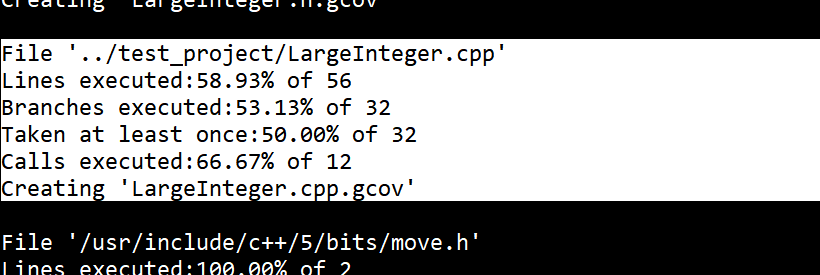 Creating 'LargeInteger.h.gcov'
File '../test_project/LargeInteger.cpp'
Lines executed:58.93% of 56
Branches executed:53.13% of 32
Taken at least once:50.00% of 32
Calls executed:66.67% of 12
Creating 'LargeInteger.cpp.gcov'
File '/usr/include/c++/5/bits/move.h'
Lines executed:100.00% of 2